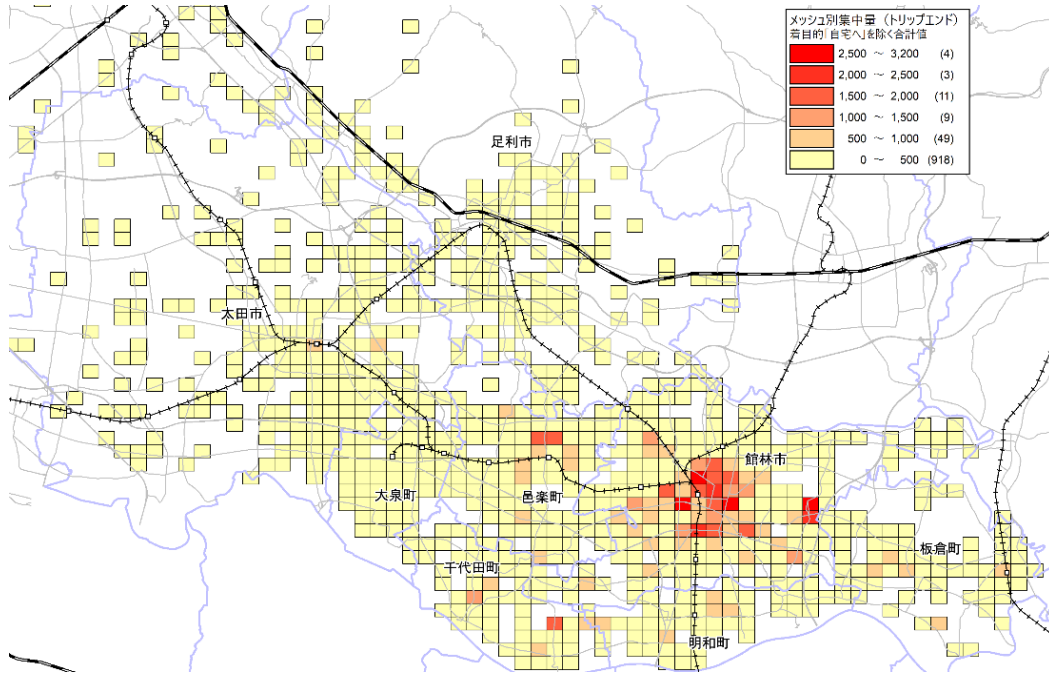 メッシュ別集中量（トリップエンド）
着目的「自宅へ」を除く合計値
2,500 ～ 3,200 (4)
2,000 ～ 2,500 (3)
1,500 ～ 2,000 (11)
1,000 ～ 1,500 (9)
500 ～ 1,000 (49)
0 ～ 500 (918)
足利市
太田市
館林市
大泉町
邑楽町
板倉町
千代田町
明和町